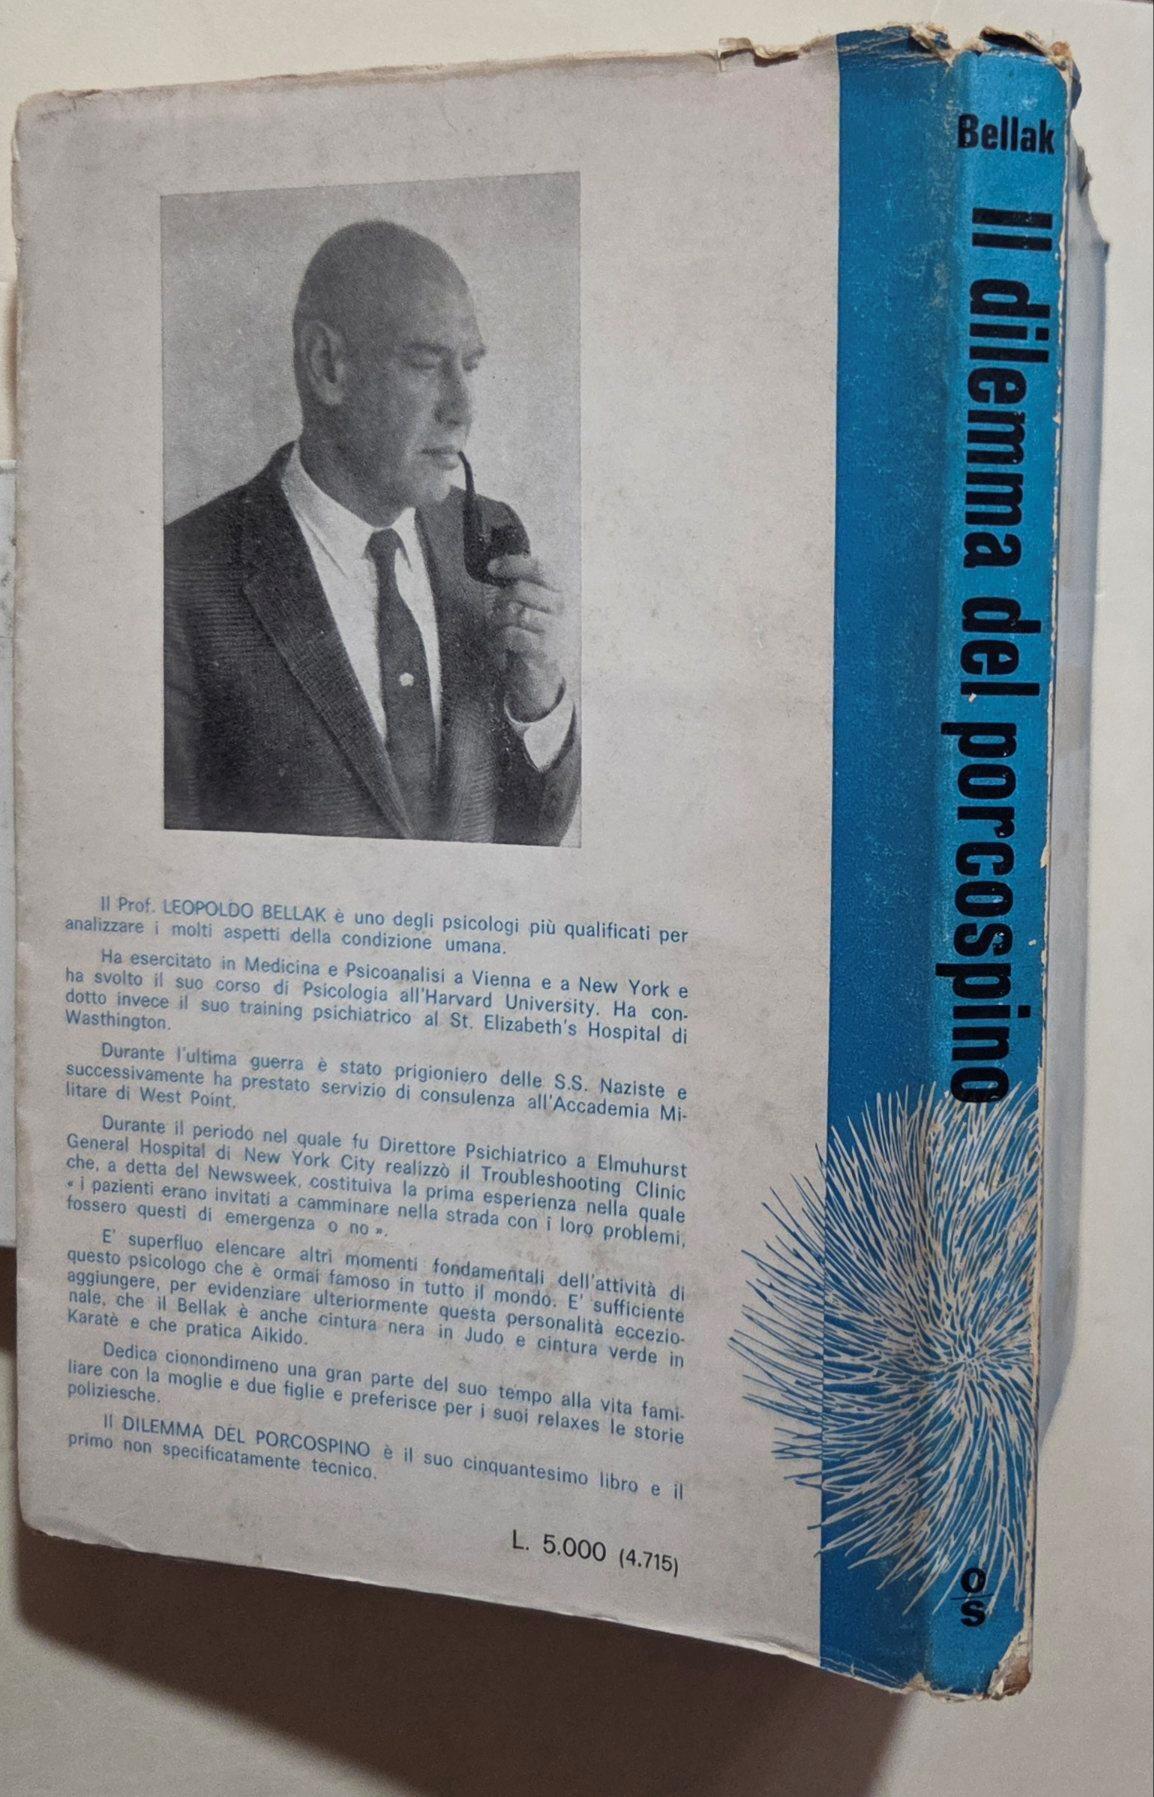 Il Prof. LEOPOLDO BELLAK è uno degli psicologi più qualificati per
analizzare i molti aspetti della condizione umana.
Ha esercitato in Medicina e Psicoanalisi a Vienna e a New York e
ha svolto il suo corso di Psicologia all'Harvard University. Ha con-
dotto invece il suo training psichiatrico al St. Elizabeth's Hospital di
Wasthington.
Durante l'ultima guerra è stato prigioniero delle S.S. Naziste e
successivamente ha prestato servizio di consulenza all'Accademia Mi-
litare di West Point.
Durante il periodo nel quale fu Direttore Psichiatrico a Elmuhurst
General Hospital di New York City realizzò il Troubleshooting Clinic
che, a detta del Newsweek, costituiva la prima esperienza nella quale
« i pazienti erano invitati a camminare nella strada con i loro problemi,
fossero questi di emergenza o no ».
E' superfluo elencare altri momenti fondamentali dell'attività di
questo psicologo che è ormai famoso in tutto il mondo. E' sufficiente
aggiungere, per evidenziare ulteriormente questa personalità eccezio-
nale, che il Bellak è anche cintura nera in Judo e cintura verde in
Karatè e che pratica Aikido.
Dedica cionondimeno una gran parte del suo tempo alla vita fami-
liare con la moglie e due figlie e preferisce per i suoi relaxes le storie
poliziesche.
Il DILEMMA DEL PORCOSPINO è il suo cinquantesimo libro e il
primo non specificatamente tecnico.
L. 5.000 (4.715)
Bellak
Il dilemma del porcospino
o/s